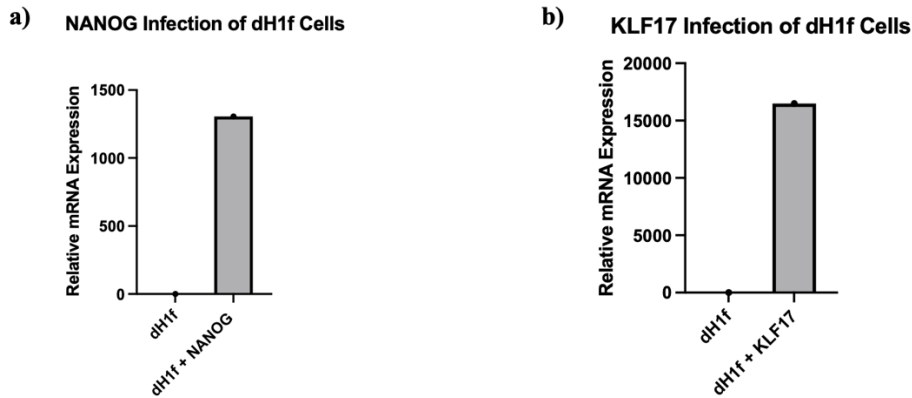 a) NANOG Infection of dH1f Cells
Relative mRNA Expression
1500
1000
500
0
dH1f
dH1f + NANOG
b) KLF17 Infection of dH1f Cells
Relative mRNA Expression
20000
15000
10000
5000
0
dH1f
dH1f + KLF17